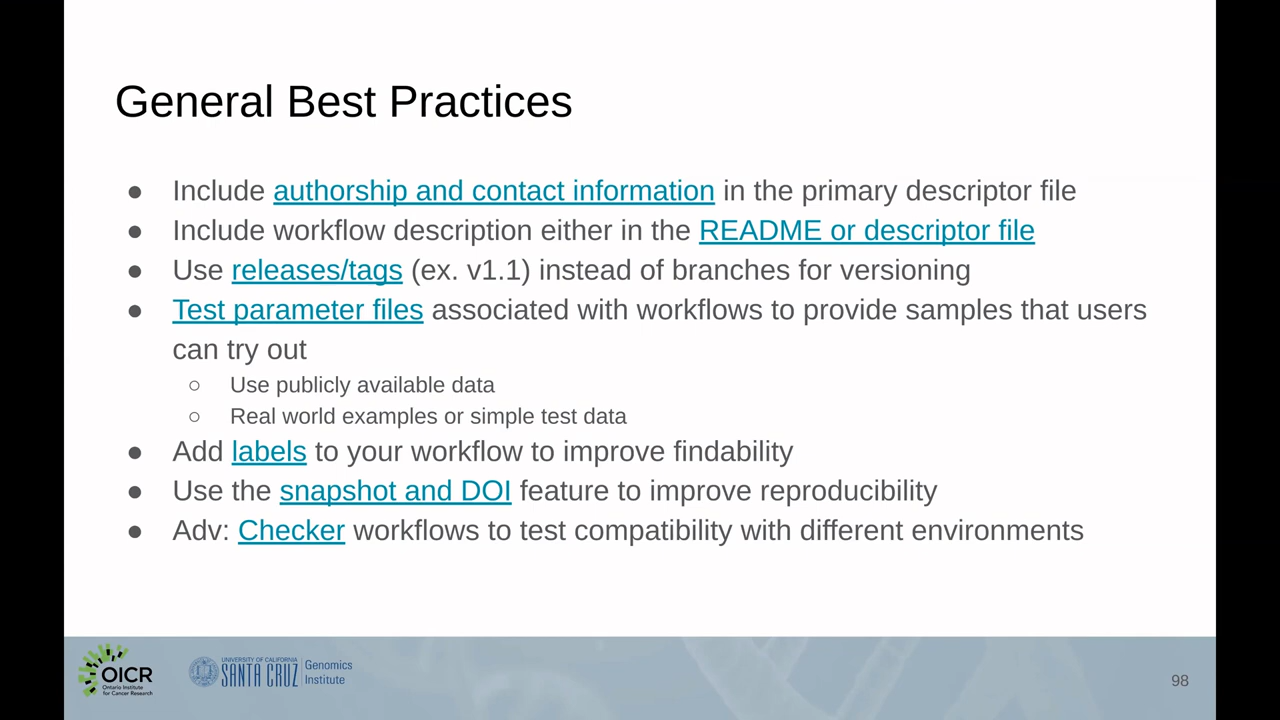 General Best Practices
● Include authorship and contact information in the primary descriptor file
● Include workflow description either in the README or descriptor file
● Use releases/tags (ex. v1.1) instead of branches for versioning
● Test parameter files associated with workflows to provide samples that users
can try out
○ Use publicly available data
○ Real world examples or simple test data
● Add labels to your workflow to improve findability
● Use the snapshot and DOI feature to improve reproducibility
● Adv: Checker workflows to test compatibility with different environments
OICR
Ontario Institute
for Cancer Research
UNIVERSITY OF CALIFORNIA
SANTA CRUZ
Genomics
Institute
98